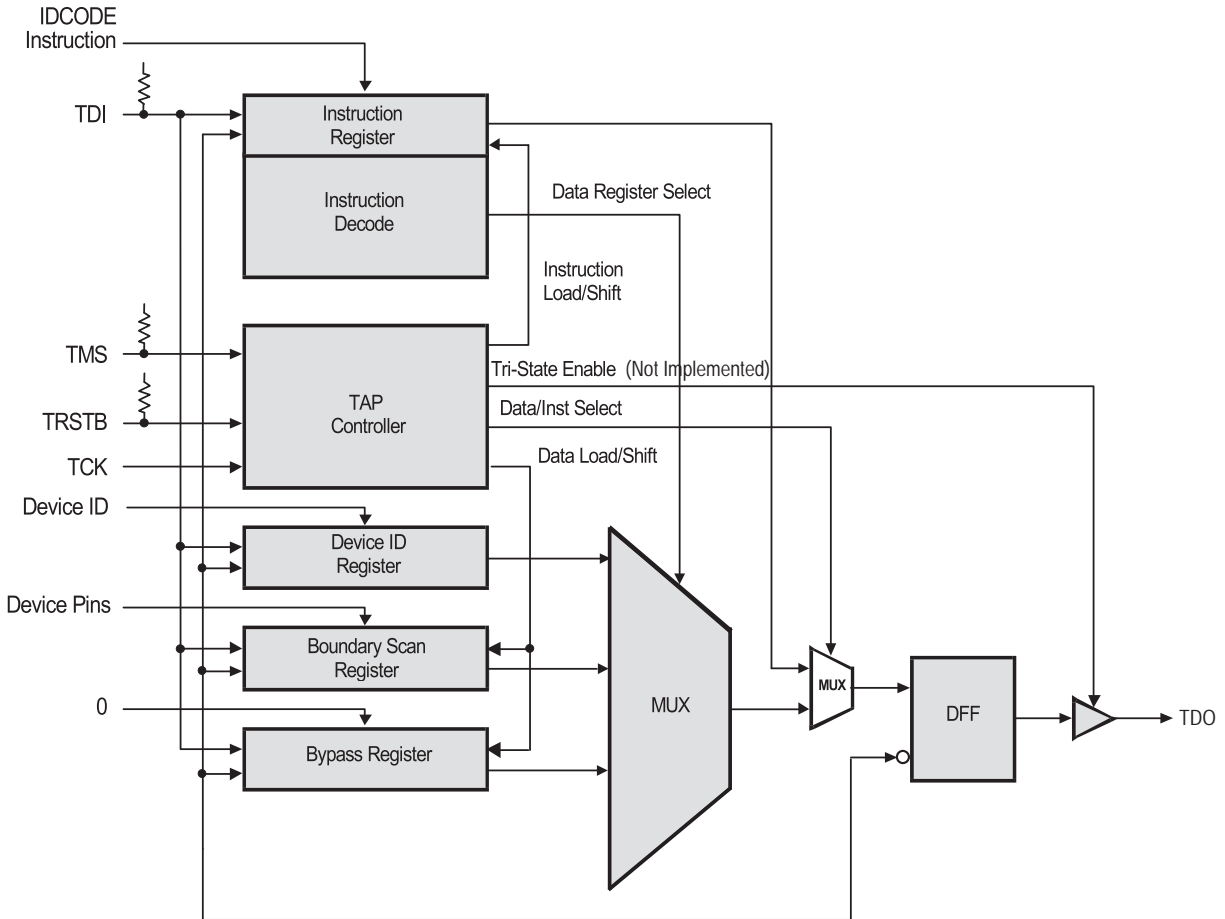 IDCODE
Instruction
TDI
Instruction
Register
Instruction
Decode
Data Register Select
Instruction
Load/Shift
TMS
TRSTB
TCK
TAP
Controller
Tri-State Enable (Not Implemented)
Data/Inst Select
Data Load/Shift
Device ID
Device ID
Register
Device Pins
Boundary Scan
Register
0
Bypass Register
MUX
MUX
DFF
TDO